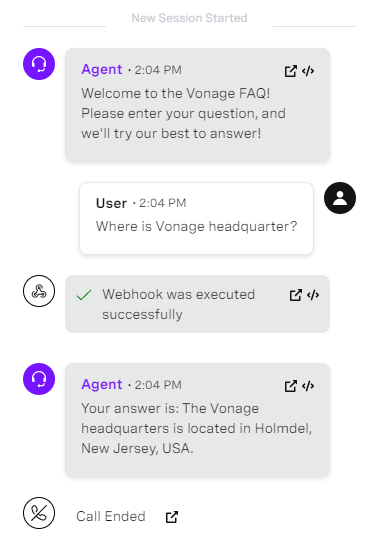 New Session Started
Agent · 2:04 PM
Welcome to the Vonage FAQ!
Please enter your question, and
we'll try our best to answer!
User · 2:04 PM
Where is Vonage headquarter?
Webhook was executed
successfully
Agent · 2:04 PM
Your answer is: The Vonage
headquarters is located in Holmdel,
New Jersey, USA.
Call Ended